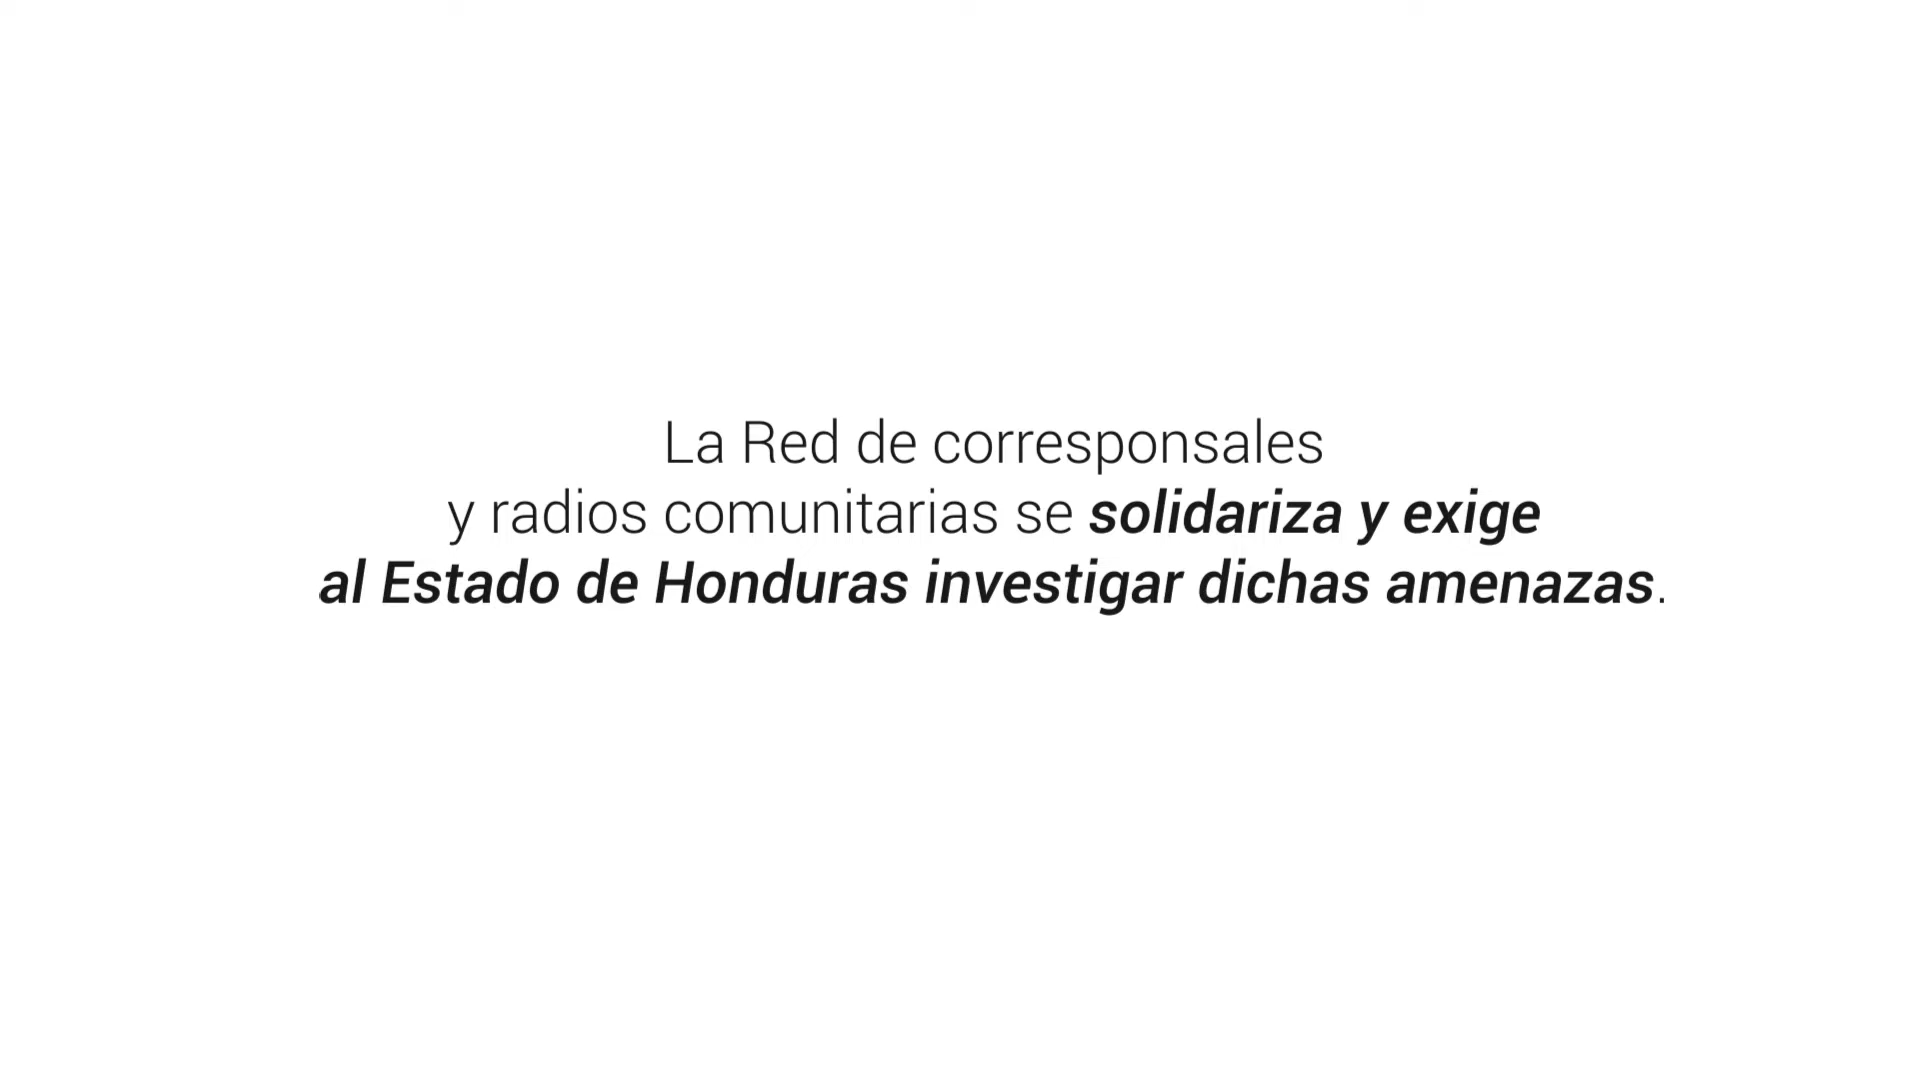 La Red de corresponsales
y radios comunitarias se solidariza y exige
al Estado de Honduras investigar dichas amenazas.